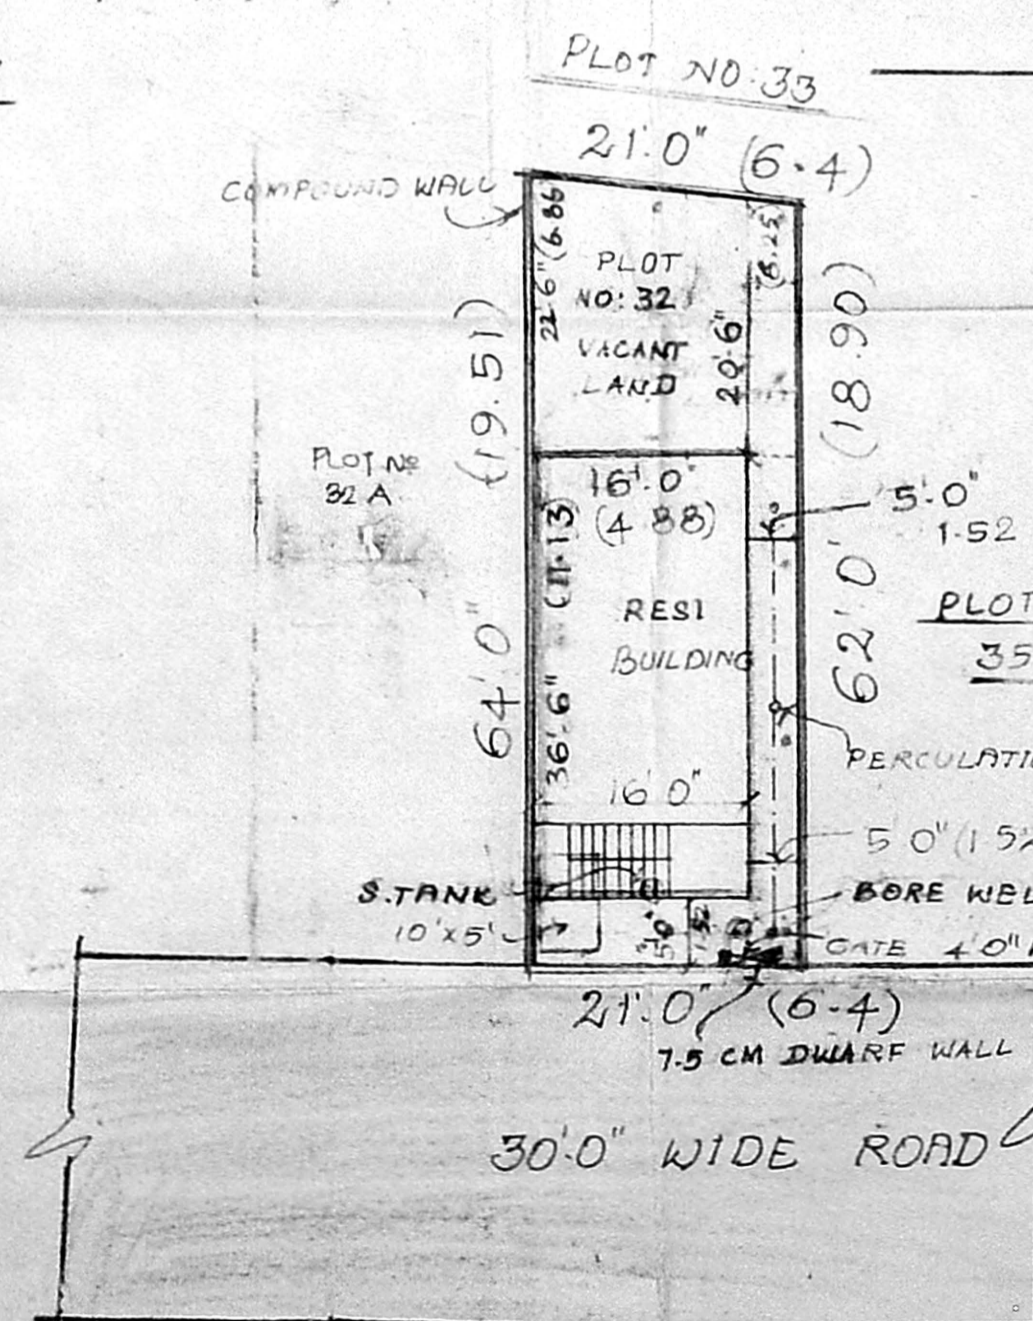 PLOT NO:33
21'.0" (6.4)
COMPOUND WALL
22'6" (6.86)
(6.25)
PLOT
NO: 32
VACANT
LAND
20'.6"
(19.51)
(18.90)
PLOT No
32 A
16'.0"
(4.88)
5'.0"
1.52
36'.6" (11.13)
RESI
BUILDING
64'.0"
62'.0'
PLOT
35
PERCULATI
16'0"
5'0" (1.52
S.TANK
10'x5'
5'.0"
1.52
BORE WEL
GATE 4'0"
21'.0" (6.4)
7.5 CM DWARF WALL
30'.0" WIDE ROAD